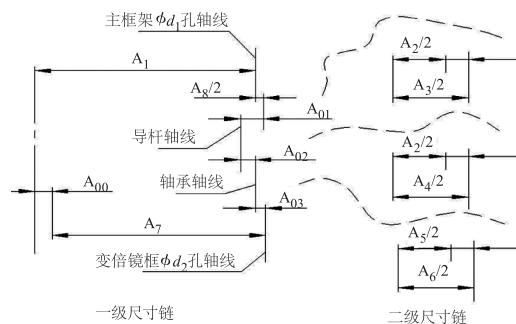 主框架ϕd₁孔轴线
A₁
A₈/2
A₀₁
导杆轴线
A₀₂
轴承轴线
A₀₀
A₀₃
A₇
变倍镜框ϕd₂孔轴线
一级尺寸链
A₂/2
A₃/2
A₂/2
A₄/2
A₅/2
A₆/2
二级尺寸链